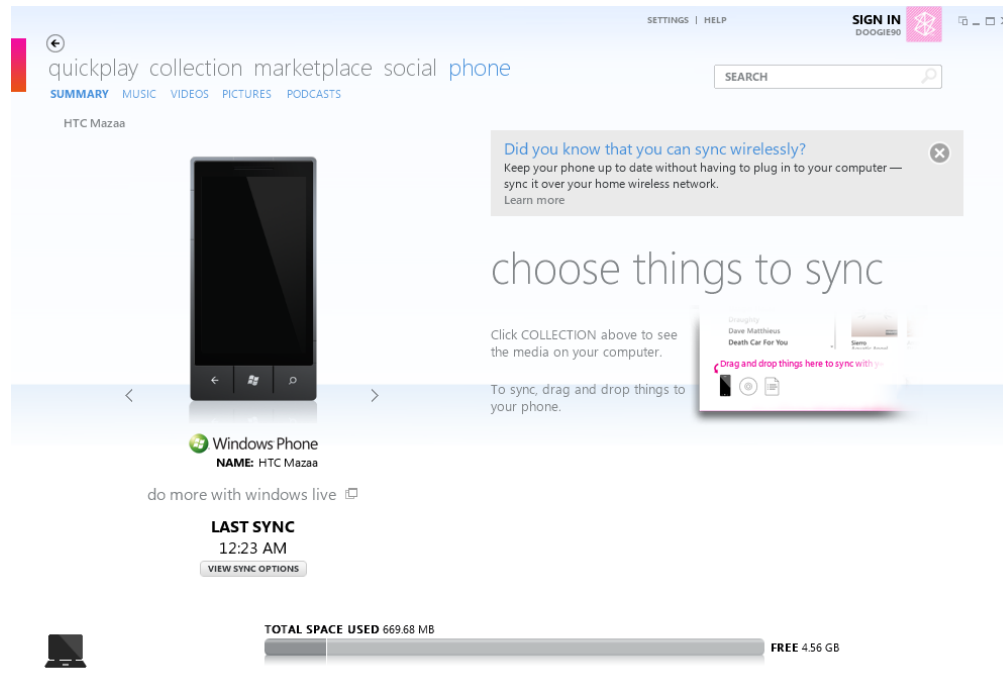 SETTINGS | HELP
SIGN IN
DOOGIE90
quickplay collection marketplace social phone
SEARCH
SUMMARY MUSIC VIDEOS PICTURES PODCASTS
HTC Mazaa
Did you know that you can sync wirelessly?
Keep your phone up to date without having to plug in to your computer —
sync it over your home wireless network.
Learn more
choose things to sync
Click COLLECTION above to see
the media on your computer.
To sync, drag and drop things to
your phone.
Dave Matthieus
Death Car For You
Sierro
Drag and drop things here to sync with
Windows Phone
NAME: HTC Mazaa
do more with windows live
LAST SYNC
12:23 AM
VIEW SYNC OPTIONS
TOTAL SPACE USED 669.68 MB
FREE 4.56 GB